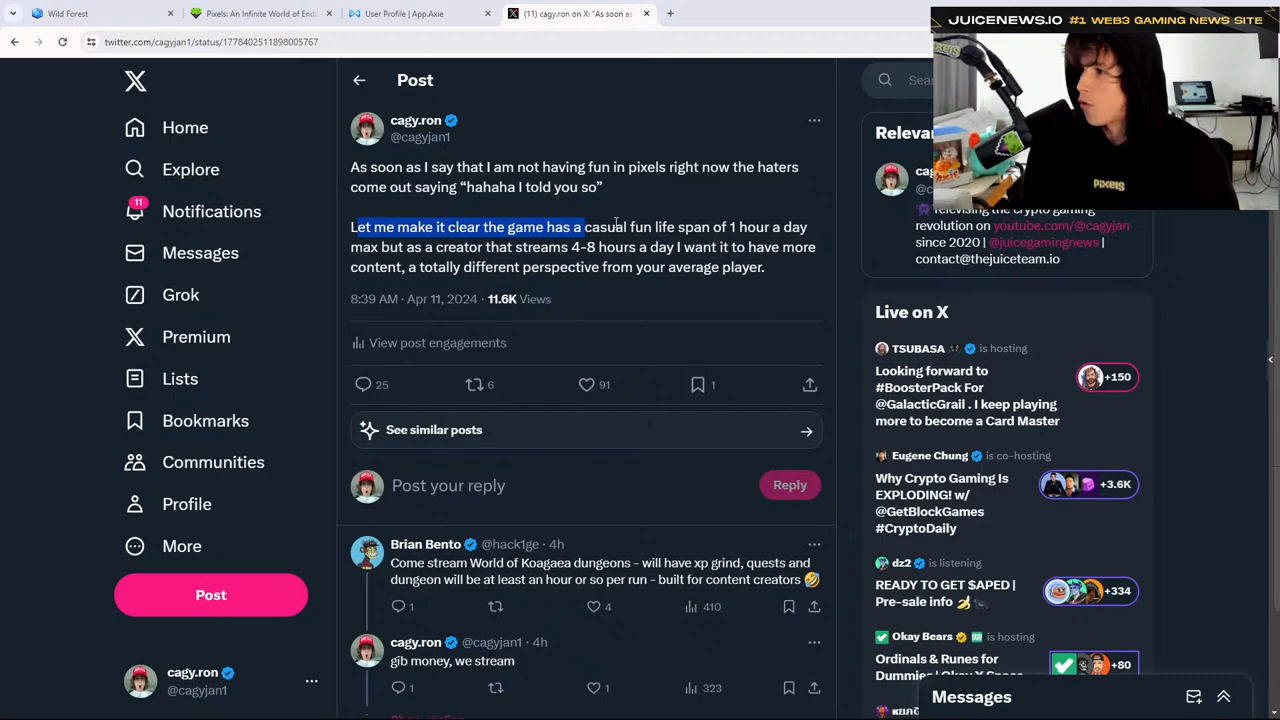 Wild Forest
Pixels: An Infinite World of End
User Profile | App.Axie
(11) cagy.ron on X: "As soon as
twitter.com/cagyjan1/status/1778402511898005767
JUICENEWS.IO #1 WEB3 GAMING NEWS SITE
Home
Explore
11
Notifications
Messages
Grok
Premium
Lists
Bookmarks
Communities
Profile
More
Post
cagy.ron
@cagyjan1
Post
cagy.ron
@cagyjan1
As soon as I say that I am not having fun in pixels right now the haters
come out saying “hahaha I told you so”
Let me make it clear the game has a casual fun life span of 1 hour a day
max but as a creator that streams 4-8 hours a day I want it to have more
content, a totally different perspective from your average player.
8:39 AM · Apr 11, 2024 · 11.6K Views
View post engagements
25 6 91 1
See similar posts
Post your reply
Reply
Brian Bento @hack1ge · 4h
Come stream World of Koagaea dungeons - will have xp grind, quests and
dungeon will be at least an hour or so per run - built for content creators 🤣
1 4 410
cagy.ron @cagyjan1 · 4h
gib money, we stream
1 1 323
Relevan
cag
televising the crypto gaming
revolution on youtube.com/@cagyjan
since 2020 | @juicegamingnews |
contact@thejuiceteam.io
pixels
Live on X
TSUBASA is hosting
Looking forward to
#BoosterPack For
@GalacticGrail . I keep playing
more to become a Card Master
+150
Eugene Chung is co-hosting
Why Crypto Gaming Is
EXPLODING! w/
@GetBlockGames
#CryptoDaily
+3.6K
dz2 is listening
READY TO GET $APED |
Pre-sale info 🍌
+334
Okay Bears is hosting
Ordinals & Runes for
+80
Messages